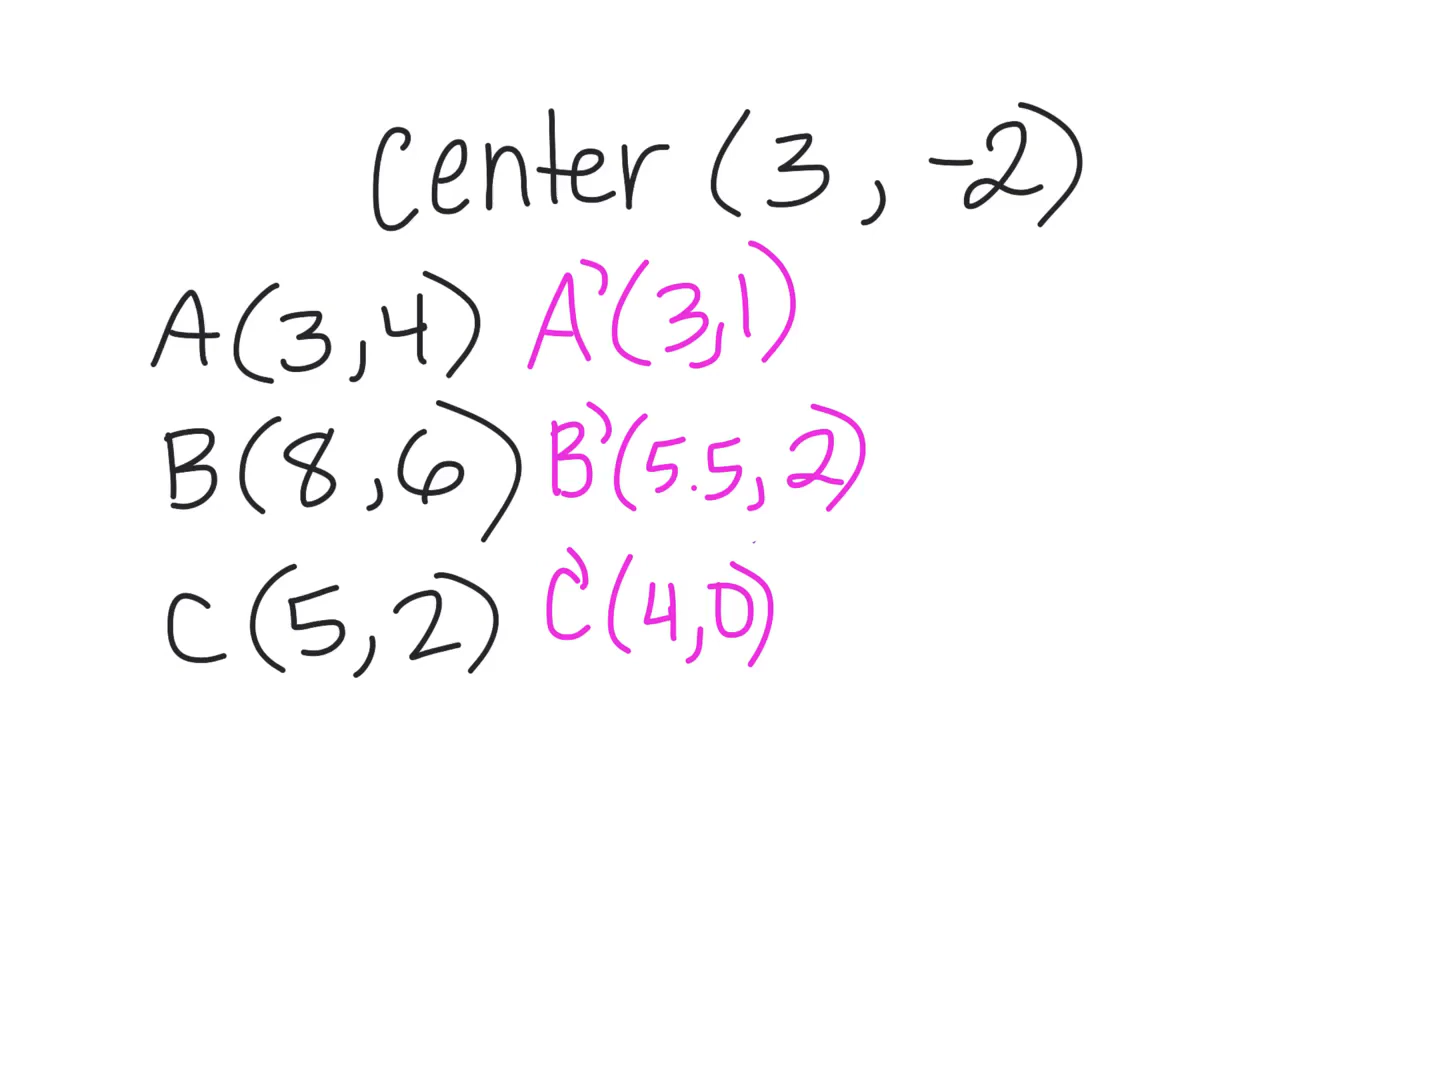 Center (3, -2)
A(3,4) A'(3,1)
B(8,6) B'(5.5, 2)
C(5,2) C'(4,0)